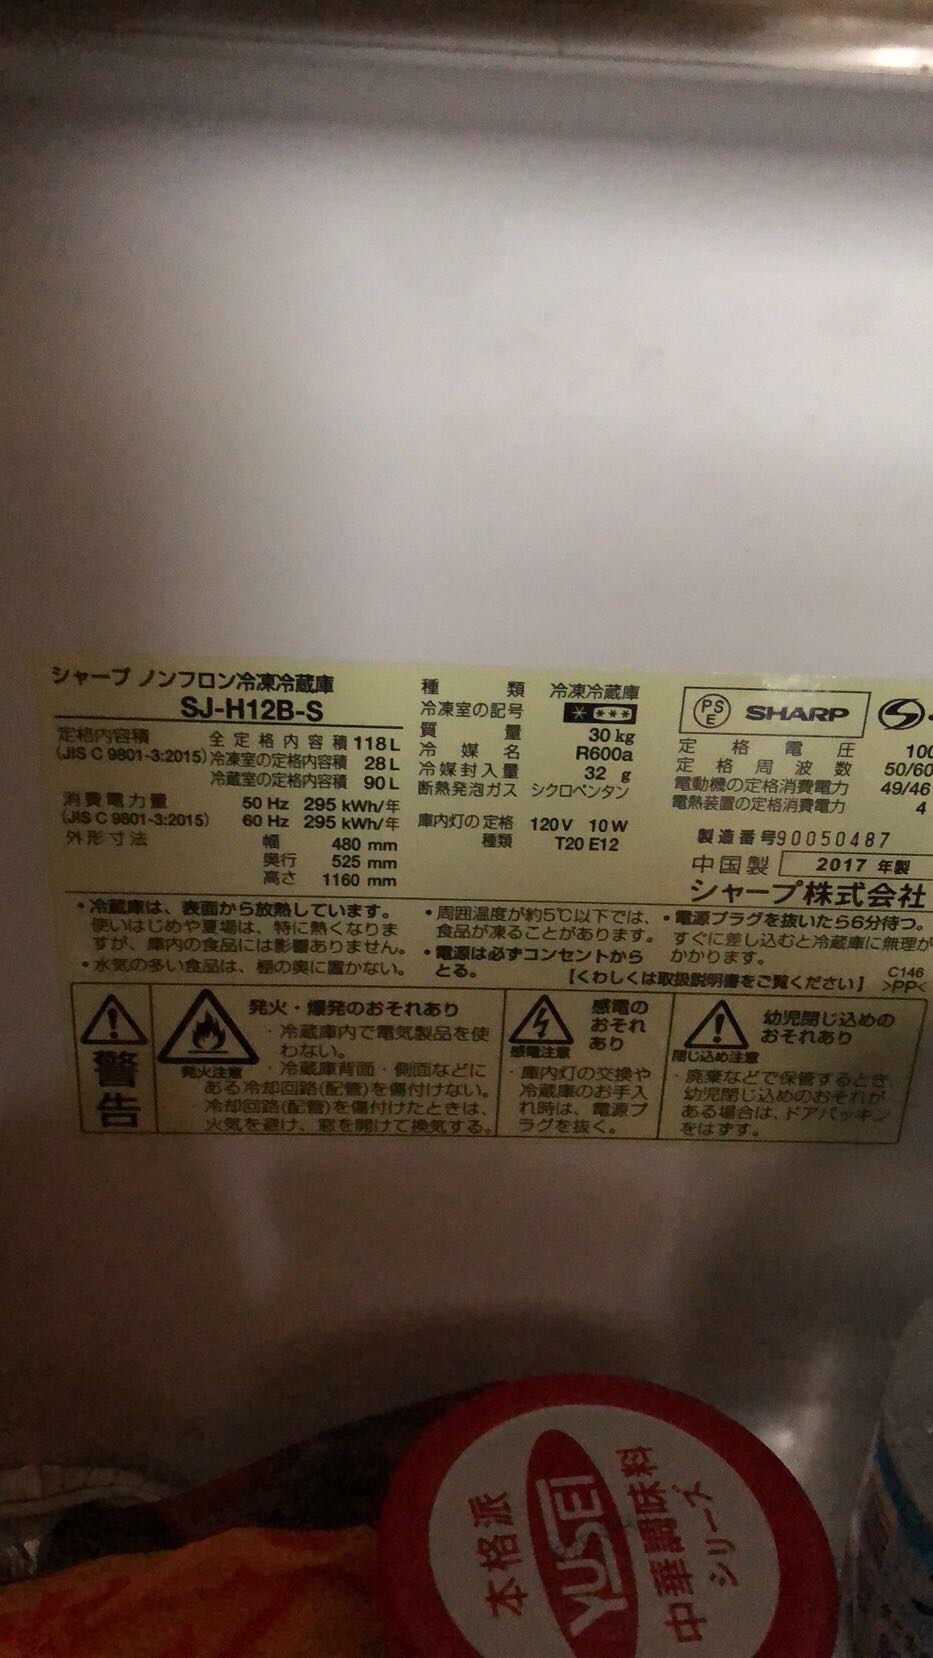 シャープ ノンフロン冷凍冷蔵庫
SJ-H12B-S
定格内容積
(JIS C 9801-3:2015)
全定格内容積 118 L
冷凍室の定格内容積 28 L
冷蔵室の定格内容積 90 L
消費電力量
(JIS C 9801-3:2015)
50 Hz 295 kWh/年
60 Hz 295 kWh/年
外形寸法
幅 480 mm
奥行 525 mm
高さ 1160 mm
種類 冷凍冷蔵庫
冷凍室の記号 * ***
質量 30 kg
冷媒名 R600a
冷媒封入量 32 g
断熱発泡ガス シクロペンタン
庫内灯の定格 120V 10W
種類 T20 E12
PS
E
SHARP
定格電圧 100
定格周波数 50/60
電動機の定格消費電力 49/46
電熱装置の定格消費電力 4
製造番号 90050487
中国製 2017 年製
シャープ株式会社
・冷蔵庫は、表面から放熱しています。
使いはじめや夏場は、特に熱くなりま
すが、庫内の食品には影響ありません。
・水気の多い食品は、棚の奥に置かない。
・周囲温度が約5℃以下では、
食品が凍ることがあります。
・電源は必ずコンセントから
とる。
・電源プラグを抜いたら6分待つ。
すぐに差し込むと冷蔵庫に無理が
かかります。
【くわしくは取扱説明書をご覧ください】
C146
>PP<
警告
発火注意
発火・爆発のおそれあり
・冷蔵庫内で電気製品を使
わない。
・冷蔵庫背面・側面などに
ある冷却回路(配管)を傷付けない。
冷却回路(配管)を傷付けたときは、
火気を避け、窓を開けて換気する。
感電注意
感電の
おそれ
あり
・庫内灯の交換や
冷蔵庫のお手入
れ時は、電源プ
ラグを抜く。
閉じ込め注意
幼児閉じ込めの
おそれあり
・廃棄などで保管するとき、
幼児閉じ込めのおそれが
ある場合は、ドアパッキン
をはずす。
本格派
YUSEI
中華調味料
シリーズ